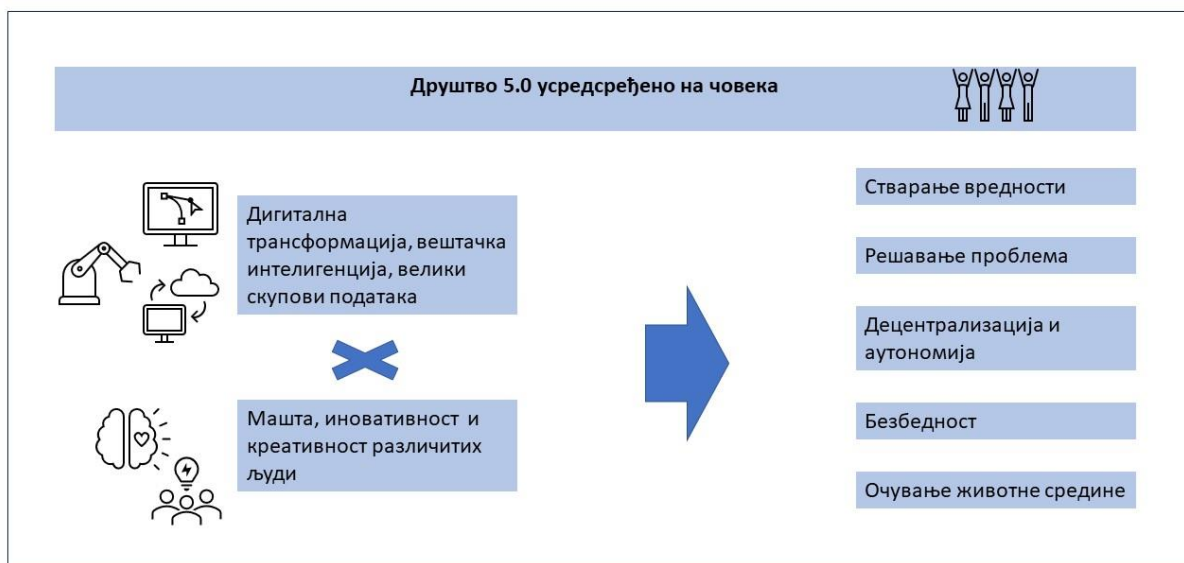 Друштво 5.0 усредсређено на човека
Дигитална
трансформација, вештачка
интелигенција, велики
скупови података
Машта, иновативност и
креативност различитих
људи
Стварање вредности
Решавање проблема
Децентрализација и
аутономија
Безбедност
Очување животне средине